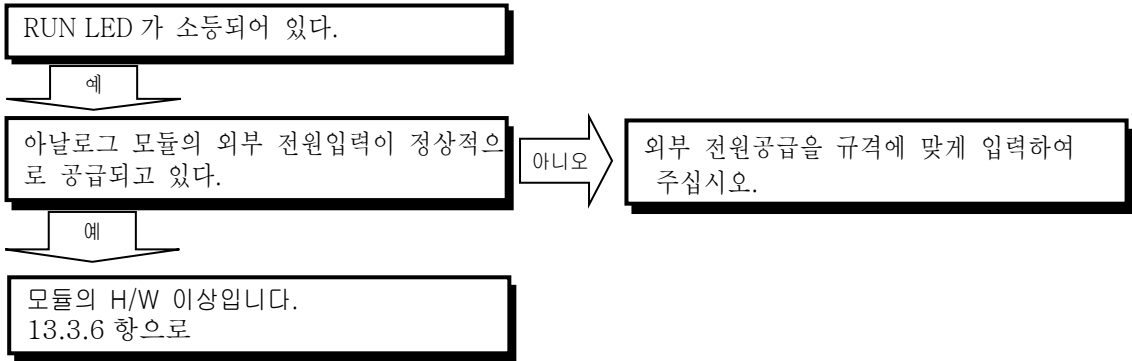 RUN LED 가 소등되어 있다.
예
아날로그 모듈의 외부 전원입력이 정상적으
로 공급되고 있다.
아니오
외부 전원공급을 규격에 맞게 입력하여
주십시오.
예
모듈의 H/W 이상입니다.
13.3.6 항으로